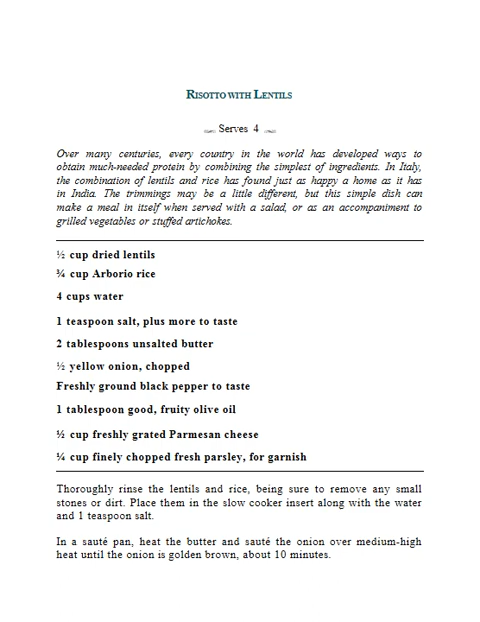 RISOTTO WITH LENTILS
Serves 4
Over many centuries, every country in the world has developed ways to
obtain much-needed protein by combining the simplest of ingredients. In Italy,
the combination of lentils and rice has found just as happy a home as it has
in India. The trimmings may be a little different, but this simple dish can
make a meal in itself when served with a salad, or as an accompaniment to
grilled vegetables or stuffed artichokes.
½ cup dried lentils
¾ cup Arborio rice
4 cups water
1 teaspoon salt, plus more to taste
2 tablespoons unsalted butter
½ yellow onion, chopped
Freshly ground black pepper to taste
1 tablespoon good, fruity olive oil
½ cup freshly grated Parmesan cheese
¼ cup finely chopped fresh parsley, for garnish
Thoroughly rinse the lentils and rice, being sure to remove any small
stones or dirt. Place them in the slow cooker insert along with the water
and 1 teaspoon salt.
In a sauté pan, heat the butter and sauté the onion over medium-high
heat until the onion is golden brown, about 10 minutes.